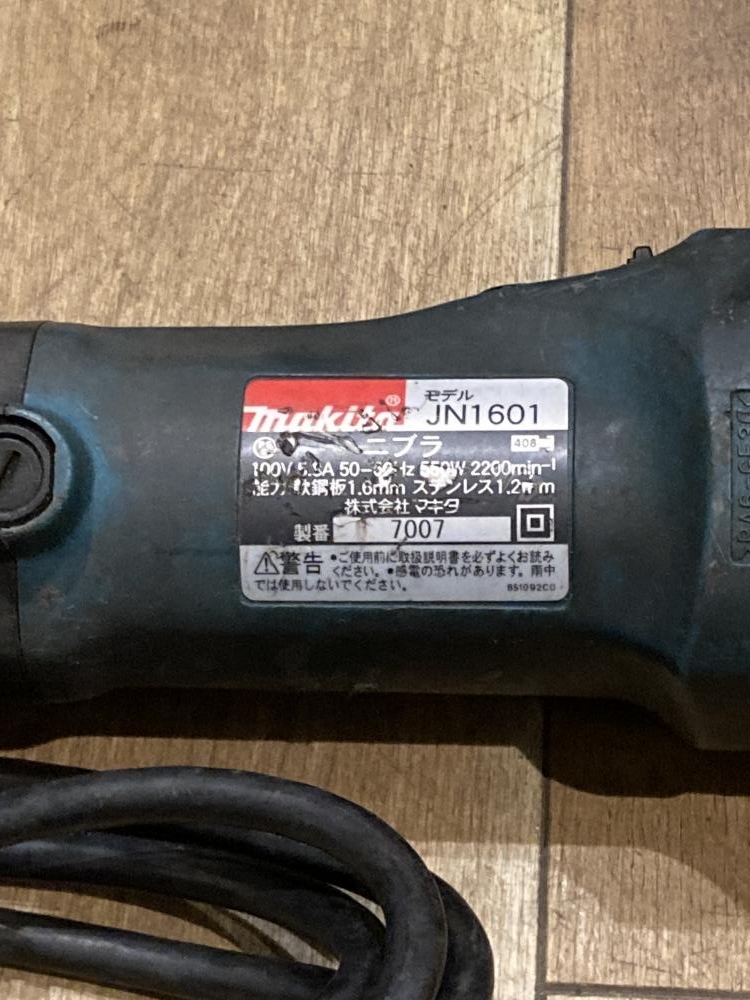 makita® モデル JN1601
ニブラ 408
100V 5.8A 50-60Hz 550W 2200min-¹
能力 軟鋼板1.6mm ステンレス1.2mm
株式会社マキタ
製番 7007
⚠警告 •ご使用前に取扱説明書を必ずよくお読み
ください。•感電の恐れがあります。雨中
では使用しないでください。
851092C0